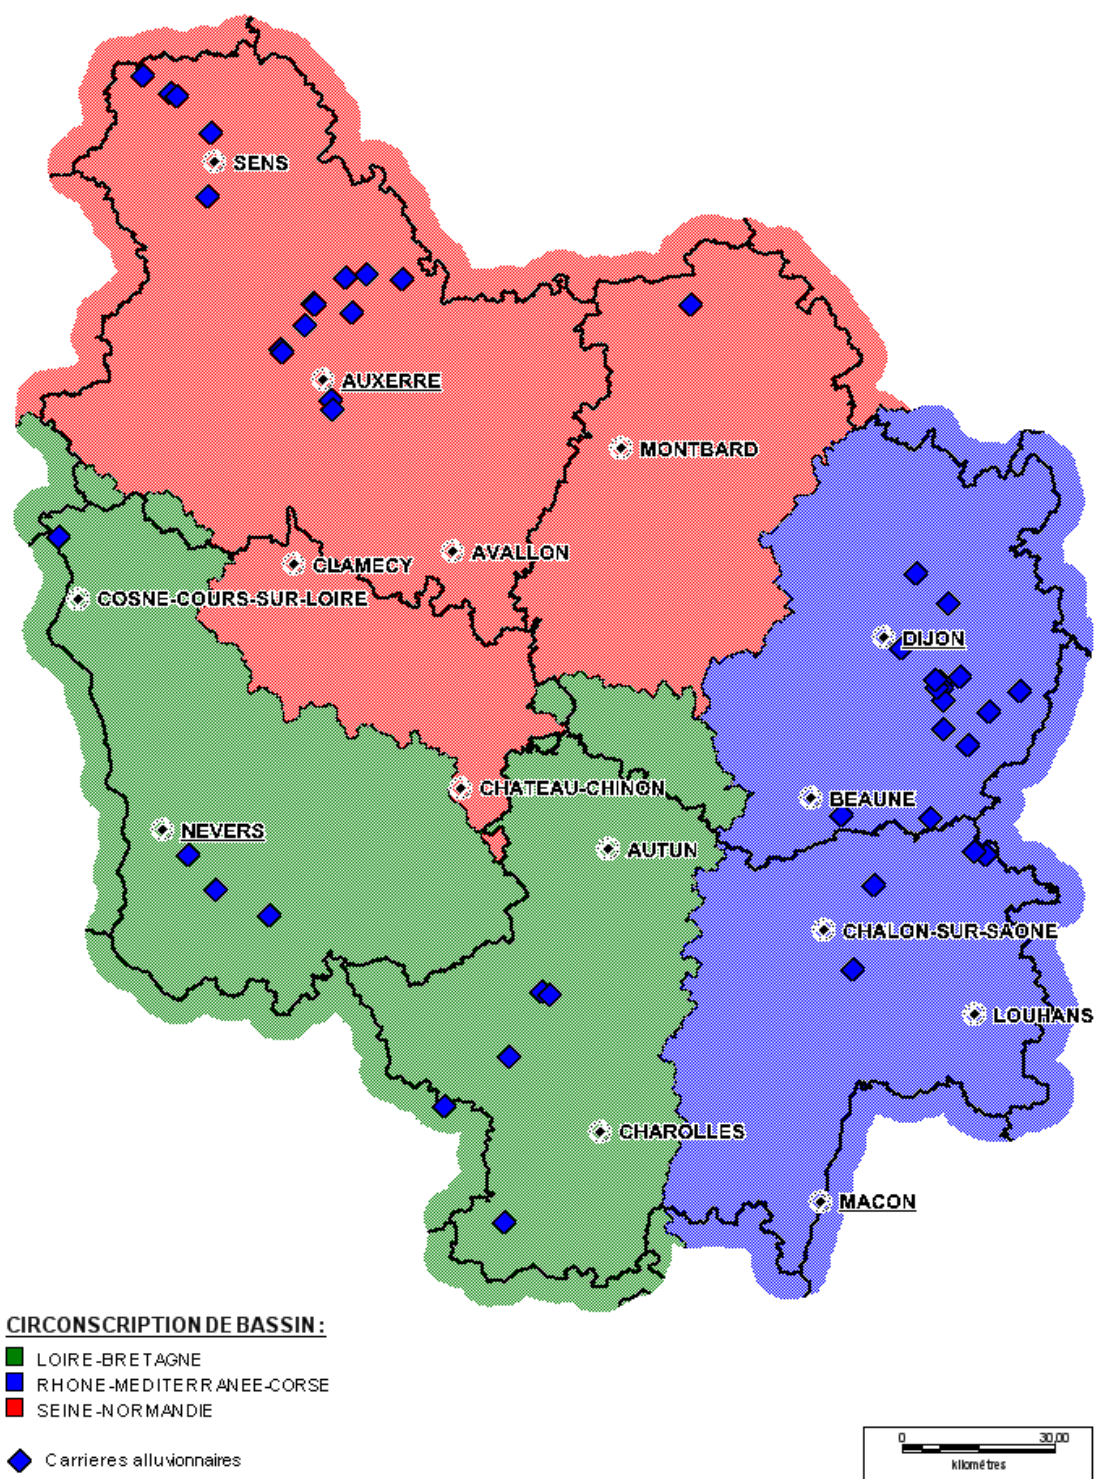 SENS
AUXERRE
MONTBARD
AVALLON
CLAMECY
COSNE-COURS-SUR-LOIRE
DIJON
CHATEAU-CHINON
BEAUNE
NEVERS
AUTUN
CHALON-SUR-SAONE
LOUHANS
CHAROLLES
MACON
CIRCONSCRIPTION DE BASSIN :
LOIRE-BRETAGNE
RHONE-MEDITERRANEE-CORSE
SEINE-NORMANDIE
Carrieres alluvionnaires
0 30,00
kilomètres